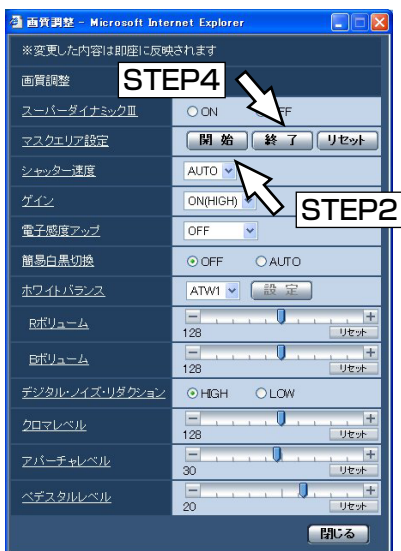 画質調整 - Microsoft Internet Explorer
※変更した内容は即座に反映されます
画質調整
STEP4
スーパーダイナミックⅢ ON FF
マスクエリア設定 開 始 終 了 リセット
シャッター速度 AUTO
STEP2
ゲイン ON(HIGH)
電子感度アップ OFF
簡易白黒切換 OFF AUTO
ホワイトバランス ATW1 設 定
Rボリューム 128 リセット
Bボリューム 128 リセット
デジタル・ノイズ・リダクション HIGH LOW
クロマレベル 128 リセット
アパーチャレベル 30 リセット
ペデスタルレベル 20 リセット
閉じる